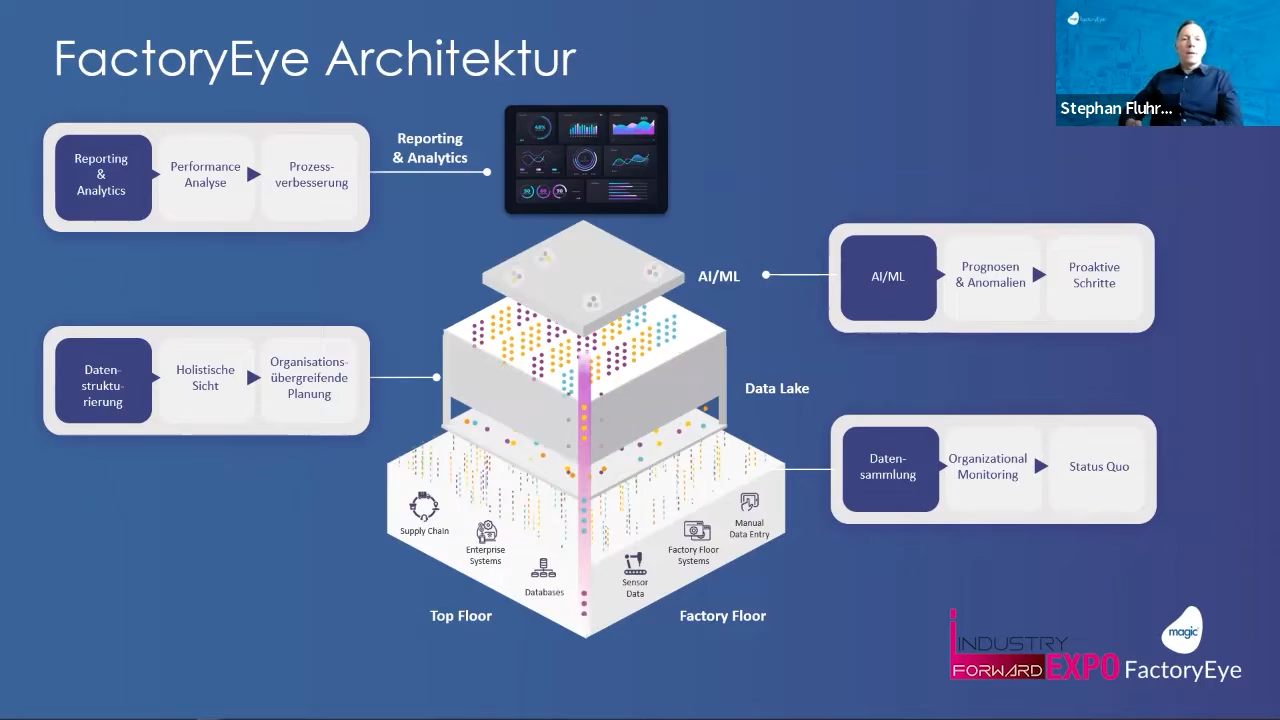 FactoryEye Architektur
magic FactoryEye
Stephan Fluhr...
Reporting
&
Analytics
Performance
Analyse
Prozess-
verbesserung
Reporting
& Analytics
AI/ML
AI/ML
Prognosen
& Anomalien
Proaktive
Schritte
Daten-
struktu-
rierung
Holistische
Sicht
Organisations-
übergreifende
Planung
Data Lake
Daten-
sammlung
Organizational
Monitoring
Status Quo
Supply Chain
Enterprise
Systems
Databases
Sensor
Data
Factory Floor
Systems
Manual
Data Entry
Top Floor
Factory Floor
INDUSTRY
FORWARD EXPO
magic
FactoryEye